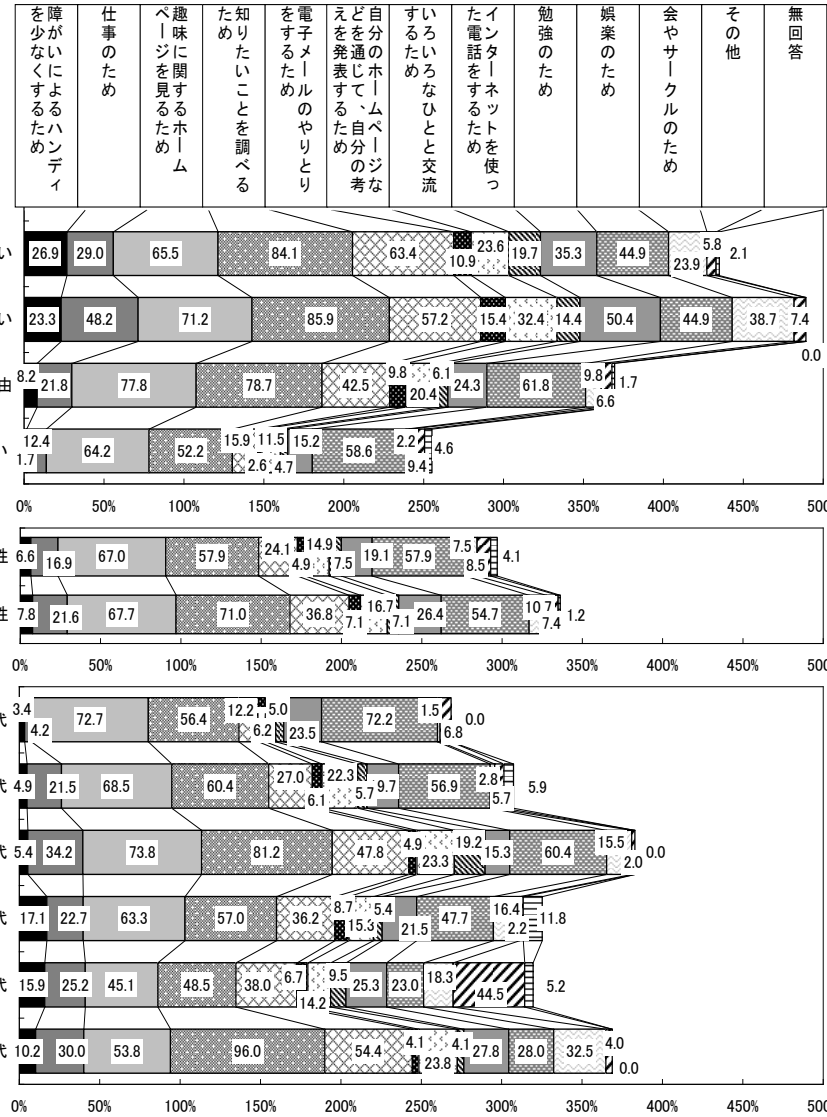 障がいによるハンディ
を少なくするため
仕事のため
趣味に関するホーム
ページを見るため
知りたいことを調べる
ため
電子メールのやりとり
をするため
自分のホームページな
どを通じて、自分の考
えを発表するため
いろいろなひとと交流
するため
インターネットを使っ
た電話をするため
勉強のため
娯楽のため
会やサークルのため
その他
無回答
い 26.9 29.0 65.5 84.1 63.4 10.9 23.6 19.7 35.3 44.9 23.9 5.8 2.1
い 23.3 48.2 71.2 85.9 57.2 15.4 32.4 14.4 50.4 44.9 38.7 7.4 0.0
由 8.2 21.8 77.8 78.7 42.5 9.8 20.4 6.1 24.3 61.8 6.6 9.8 1.7
い 1.7 12.4 64.2 52.2 15.9 2.6 11.5 4.7 15.2 58.6 9.4 2.2 4.6
0% 50% 100% 150% 200% 250% 300% 350% 400% 450% 500
性 6.6 16.9 67.0 57.9 24.1 4.9 14.9 7.5 19.1 57.9 8.5 7.5 4.1
性 7.8 21.6 67.7 71.0 36.8 7.1 16.7 7.1 26.4 54.7 7.4 10.7 1.2
0% 50% 100% 150% 200% 250% 300% 350% 400% 450% 500
代 3.4 4.2 72.7 56.4 12.2 6.2 5.0 23.5 72.2 1.5 6.8 0.0
代 4.9 21.5 68.5 60.4 27.0 6.1 22.3 5.7 9.7 56.9 5.7 2.8 5.9
代 5.4 34.2 73.8 81.2 47.8 4.9 23.3 19.2 15.3 60.4 2.0 15.5 0.0
代 17.1 22.7 63.3 57.0 36.2 8.7 15.3 5.4 21.5 47.7 2.2 16.4 11.8
代 15.9 25.2 45.1 48.5 38.0 6.7 14.2 9.5 25.3 23.0 18.3 44.5 5.2
代 10.2 30.0 53.8 96.0 54.4 4.1 23.8 4.1 27.8 28.0 32.5 4.0 0.0
0% 50% 100% 150% 200% 250% 300% 350% 400% 450% 500